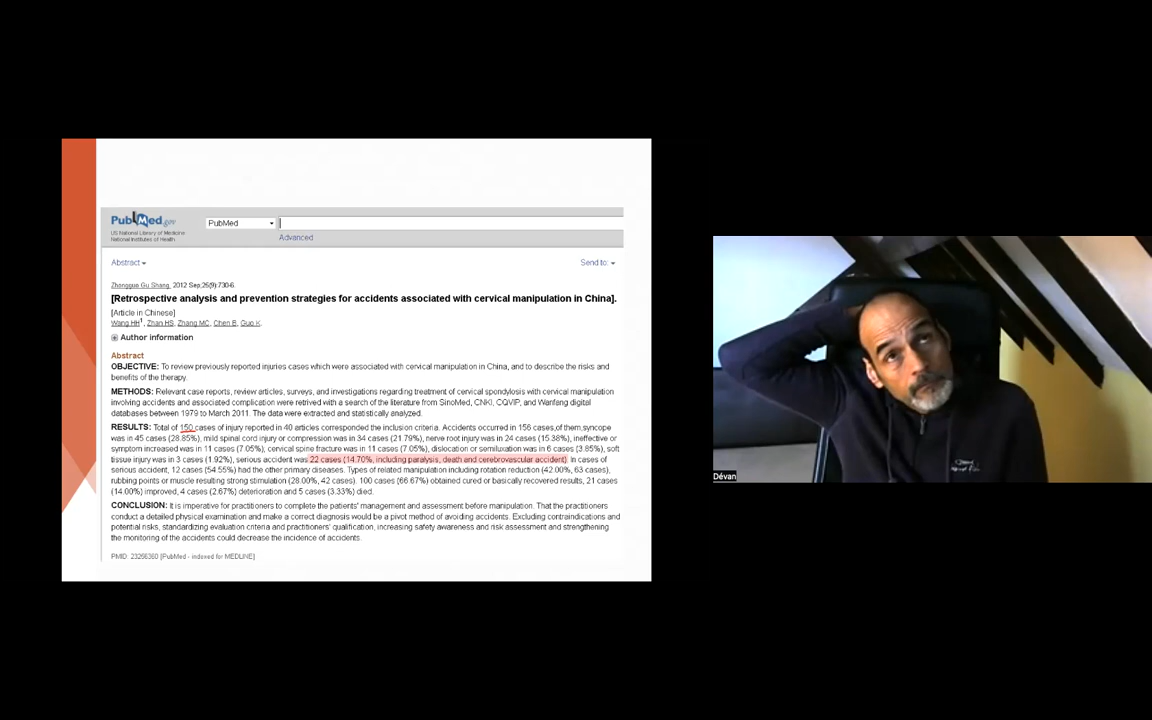 PubMed.gov
US National Library of Medicine
National Institutes of Health
PubMed
Advanced
Abstract
Send to:
Zhongguo Gu Shang. 2012 Sep;25(9):730-6.
[Retrospective analysis and prevention strategies for accidents associated with cervical manipulation in China].
[Article in Chinese]
Wang HH1, Zhan HS, Zhang MC, Chen B, Guo K.
Author information
Abstract
OBJECTIVE: To review previously reported injuries cases which were associated with cervical manipulation in China, and to describe the risks and
benefits of the therapy.
METHODS: Relevant case reports, review articles, surveys, and investigations regarding treatment of cervical spondylosis with cervical manipulation
involving accidents and associated complication were retrived with a search of the literature from SinoMed, CNKI, CQVIP, and Wanfang digital
databases between 1979 to March 2011. The data were extracted and statistically analyzed.
RESULTS: Total of 150 cases of injury reported in 40 articles corresponded the inclusion criteria. Accidents occurred in 156 cases,of them,syncope
was in 45 cases (28.85%), mild spinal cord injury or compression was in 34 cases (21.79%), nerve root injury was in 24 cases (15.38%), ineffective or
symptom increased was in 11 cases (7.05%), cervical spine fracture was in 11 cases (7.05%), dislocation or semiluxation was in 6 cases (3.85%), soft
tissue injury was in 3 cases (1.92%), serious accident was 22 cases (14.70%, including paralysis, death and cerebrovascular accident). In cases of
serious accident, 12 cases (54.55%) had the other primary diseases. Types of related manipulation including rotation reduction (42.00%, 63 cases),
rubbing points or muscle resulting strong stimulation (28.00%, 42 cases). 100 cases (66.67%) obtained cured or basically recovered results, 21 cases
(14.00%) improved, 4 cases (2.67%) deterioration and 5 cases (3.33%) died.
CONCLUSION: It is imperative for practitioners to complete the patients' management and assessment before manipulation. That the practitioners
conduct a detailed physical examination and make a correct diagnosis would be a pivot method of avoiding accidents. Excluding contraindications and
potential risks, standardizing evaluation criteria and practitioners' qualification, increasing safety awareness and risk assessment and strengthening
the monitoring of the accidents could decrease the incidence of accidents.
PMID: 23256360 [PubMed - indexed for MEDLINE]
Dévan